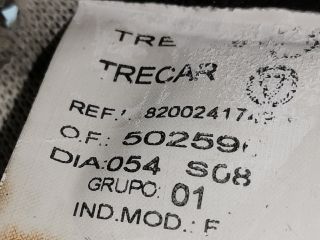 TRE
TRECAR
REF.: 82002417
O.F.: 50259
DIA:054 S08
GRUPO: 01
IND.MOD.: F